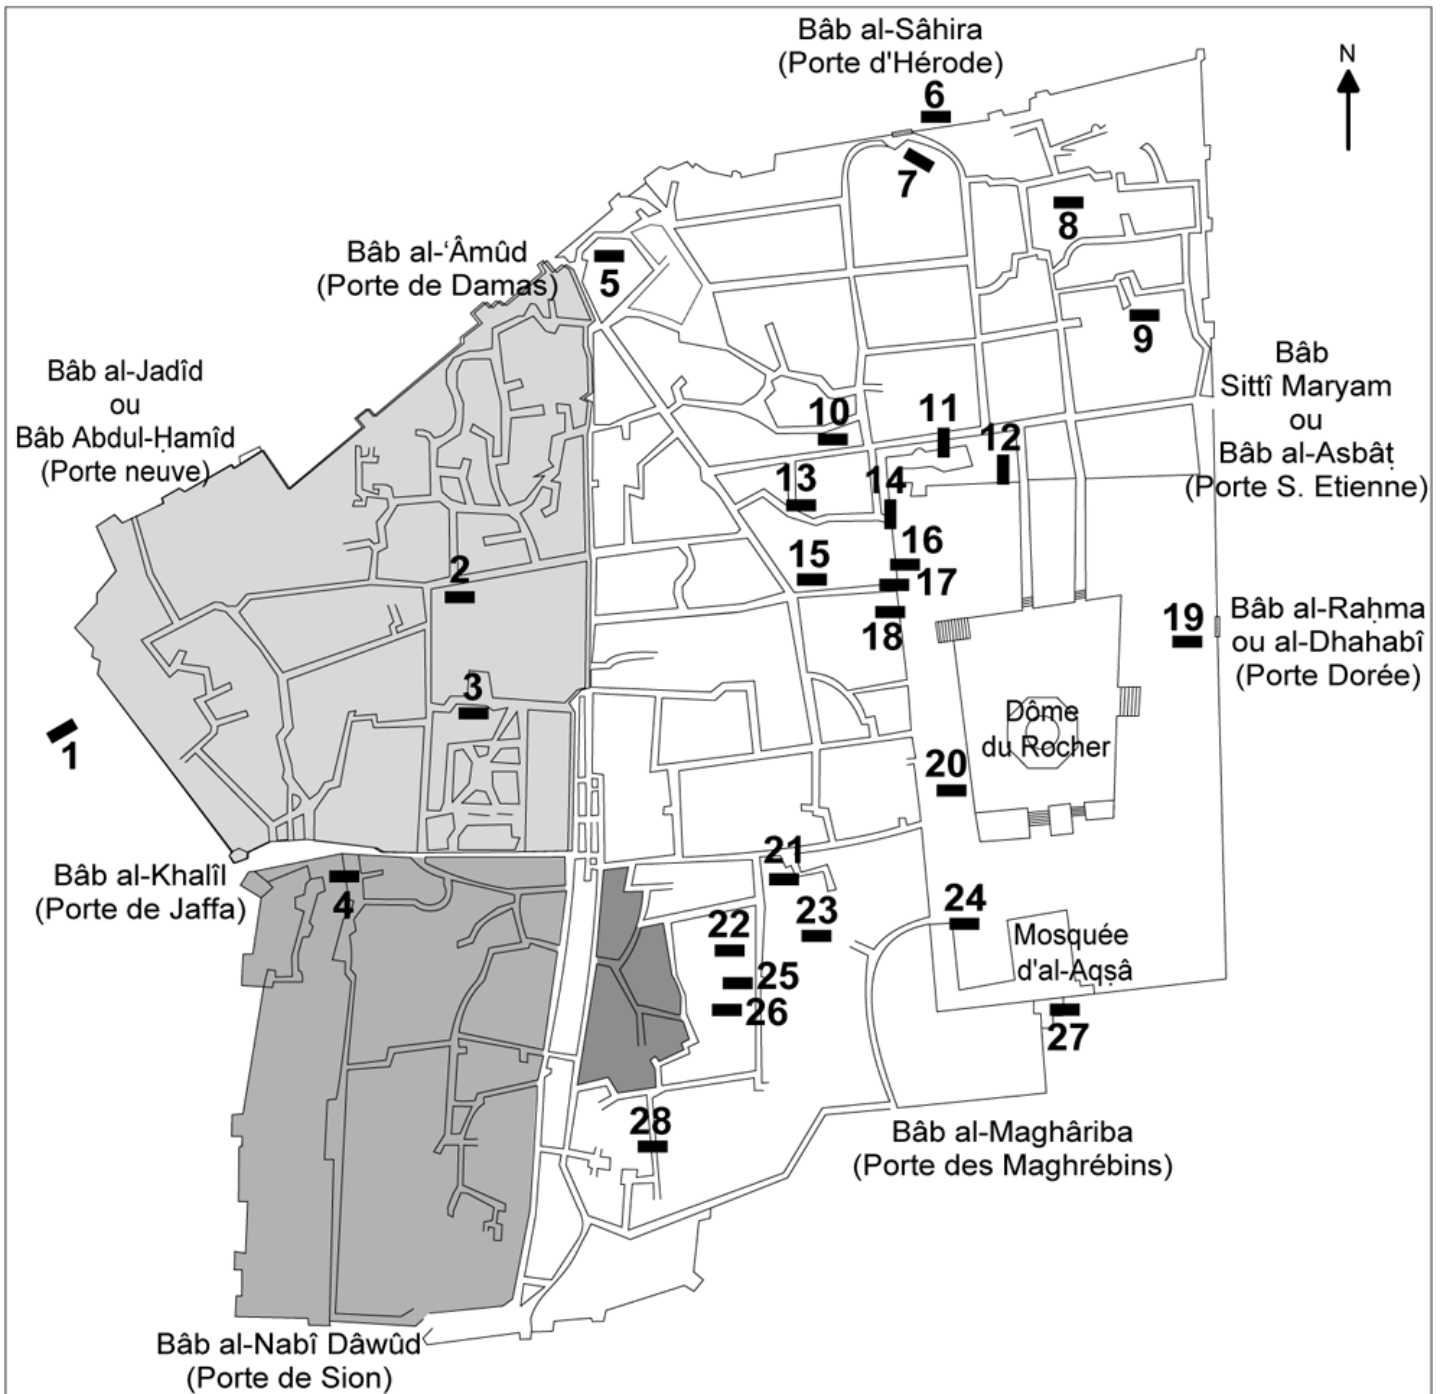 Bâb al-Sâhira
(Porte d'Hérode)
N
6
7
8
Bâb al-‘Âmûd
(Porte de Damas)
5
9
Bâb al-Jadîd
ou
Bâb Abdul-Ḥamîd
(Porte neuve)
Bâb
Sittî Maryam
ou
Bâb al-Asbâṭ
(Porte S. Etienne)
10
11
12
13
14
15
16
2
17
18
19
Bâb al-Raḥma
ou al-Dhahabî
(Porte Dorée)
3
1
Dôme
du Rocher
20
Bâb al-Khalîl
(Porte de Jaffa)
4
21
22
23
24
Mosquée
d'al-Aqṣâ
25
26
27
28
Bâb al-Maghâriba
(Porte des Maghrébins)
Bâb al-Nabî Dâwûd
(Porte de Sion)